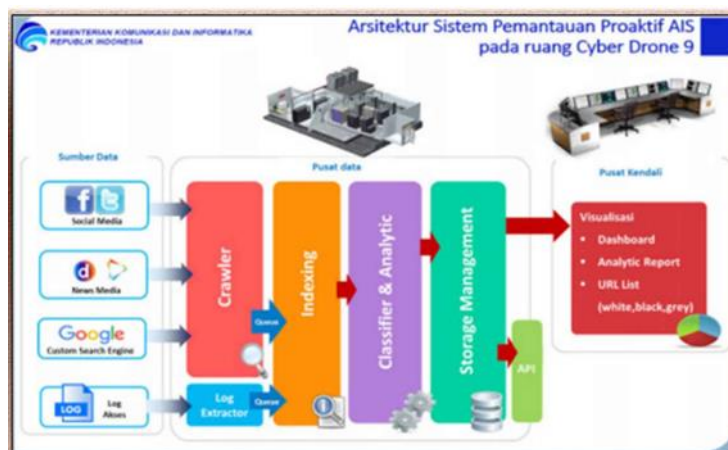 KEMENTERIAN KOMUNIKASI DAN INFORMATIKA
REPUBLIK INDONESIA
Arsitektur Sistem Pemantauan Proaktif AIS
pada ruang Cyber Drone 9
Sumber Data
Pusat data
Pusat Kendali
Social Media
News Media
Google
Custom Search Engine
LOG
Log
Akses
Crawler
Log
Extractor
Queue
Queue
Indexing
Classifier & Analytic
Storage Management
API
Visualisasi
• Dashboard
• Analytic Report
• URL List
(white,black,grey)